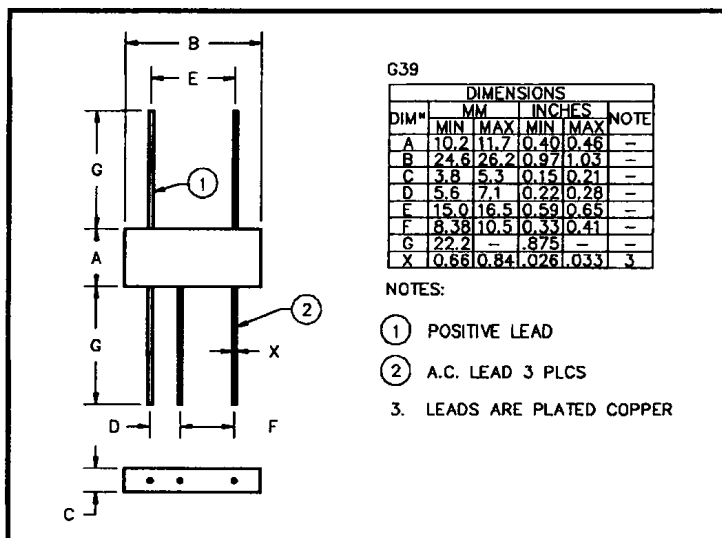 B
E
G
1
A
2
G
X
D
F
C
G39
DIMENSIONS
DIM" MM INCHES NOTE
MIN MAX MIN MAX
A 10.2 11.7 0.40 0.46 –
B 24.6 26.2 0.97 1.03 –
C 3.8 5.3 0.15 0.21 –
D 5.6 7.1 0.22 0.28 –
E 15.0 16.5 0.59 0.65 –
F 8.38 10.5 0.33 0.41 –
G 22.2 – .875 – –
X 0.66 0.84 .026 .033 3
NOTES:
1 POSITIVE LEAD
2 A.C. LEAD 3 PLCS
3. LEADS ARE PLATED COPPER